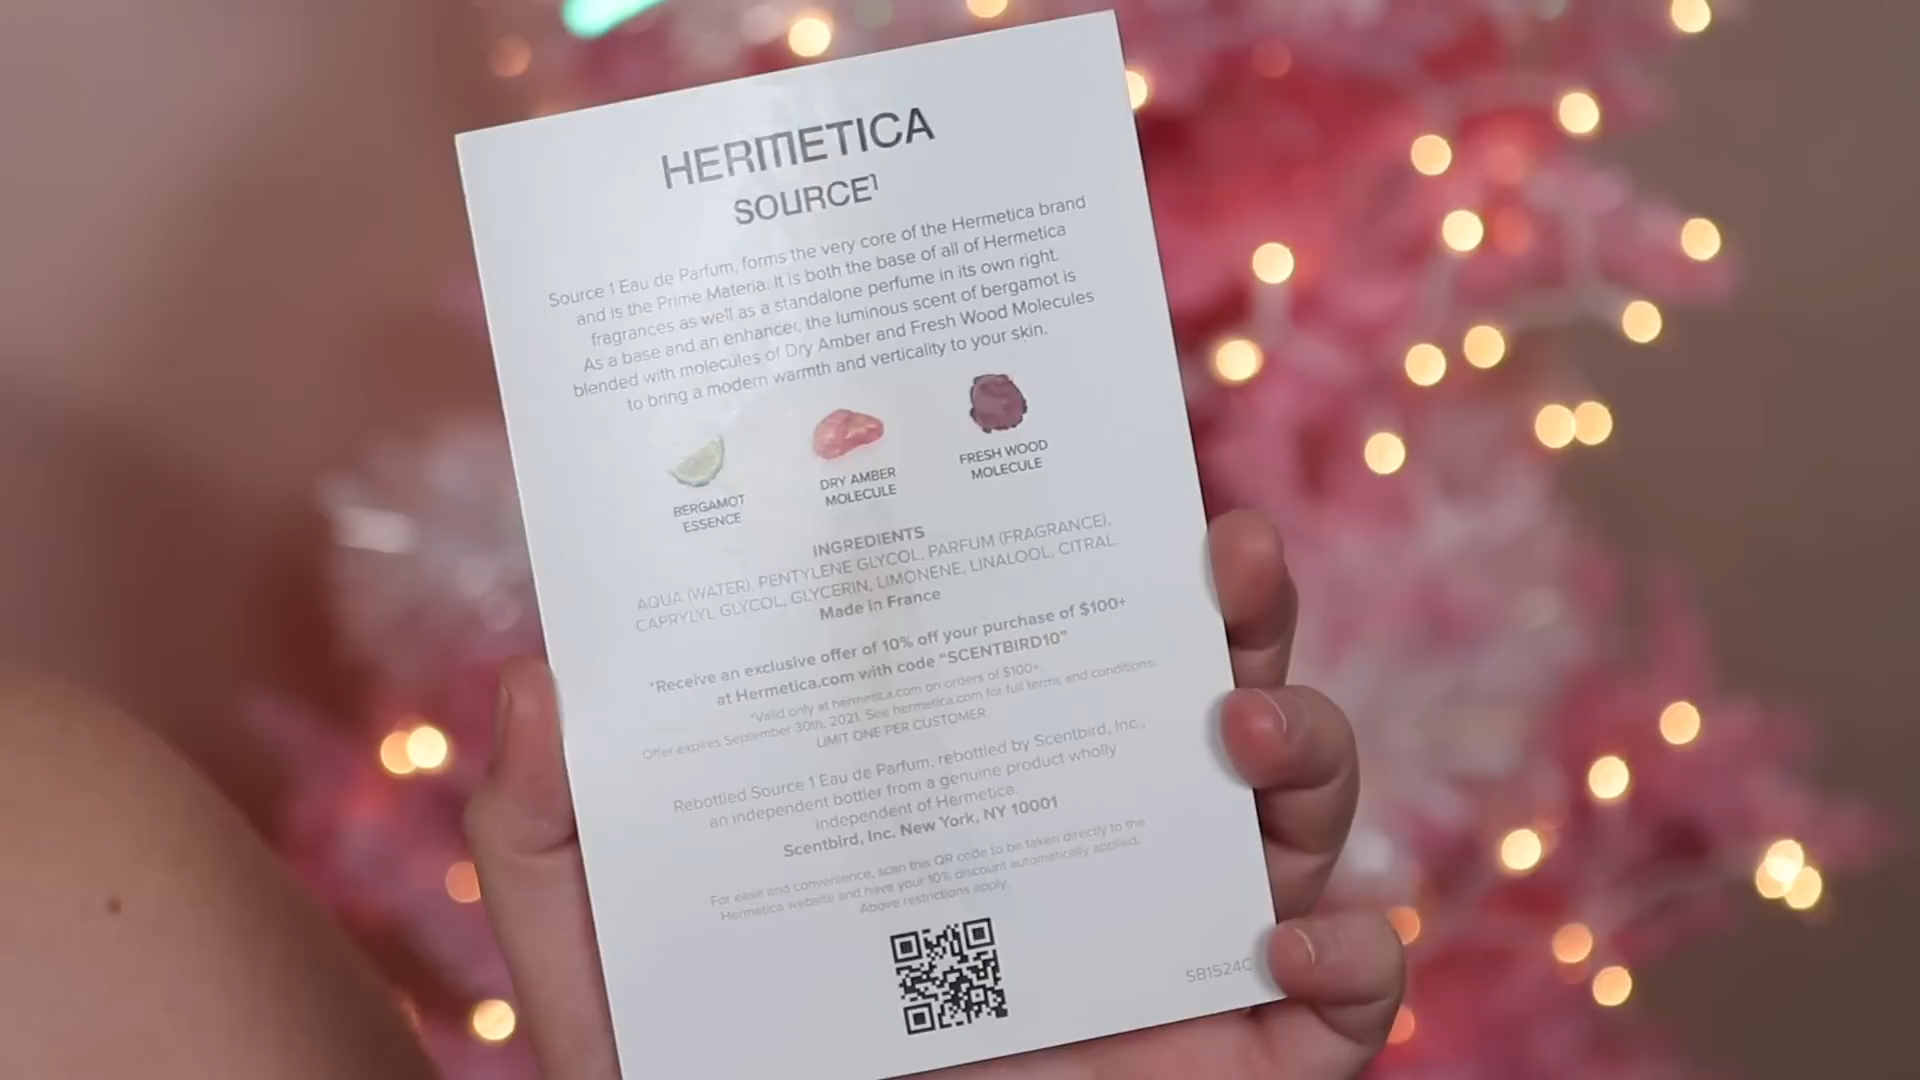 HERMETICA
SOURCE¹
Source 1 Eau de Parfum, forms the very core of the Hermetica brand
and is the Prime Materia. It is both the base of all of Hermetica
fragrances as well as a standalone perfume in its own right.
As a base and an enhancer, the luminous scent of bergamot is
blended with molecules of Dry Amber and Fresh Wood Molecules
to bring a modern warmth and verticality to your skin.
BERGAMOT
ESSENCE
DRY AMBER
MOLECULE
FRESH WOOD
MOLECULE
INGREDIENTS
AQUA (WATER), PENTYLENE GLYCOL, PARFUM (FRAGRANCE),
CAPRYLYL GLYCOL, GLYCERIN, LIMONENE, LINALOOL, CITRAL
Made in France
*Receive an exclusive offer of 10% off your purchase of $100+
at Hermetica.com with code "SCENTBIRD10"
*Valid only at hermetica.com on orders of $100+.
Offer expires September 30th, 2021. See hermetica.com for full terms and conditions.
LIMIT ONE PER CUSTOMER
Rebottled Source 1 Eau de Parfum, rebottled by Scentbird, Inc.,
an independent bottler from a genuine product wholly
independent of Hermetica.
Scentbird, Inc. New York, NY 10001
For ease and convenience, scan this QR code to be taken directly to the
Hermetica website and have your 10% discount automatically applied.
Above restrictions apply
SB1524C